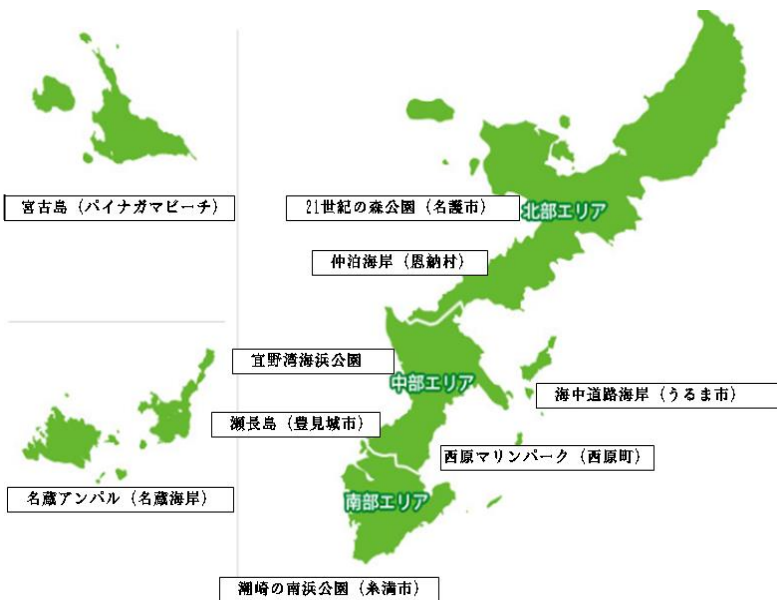 宮古島（パイナガマビーチ）
21世紀の森公園（名護市）
北部エリア
仲泊海岸（恩納村）
宜野湾海浜公園
中部エリア
海中道路海岸（うるま市）
瀬長島（豊見城市）
西原マリンパーク（西原町）
名蔵アンパル（名蔵海岸）
南部エリア
潮崎の南浜公園（糸満市）